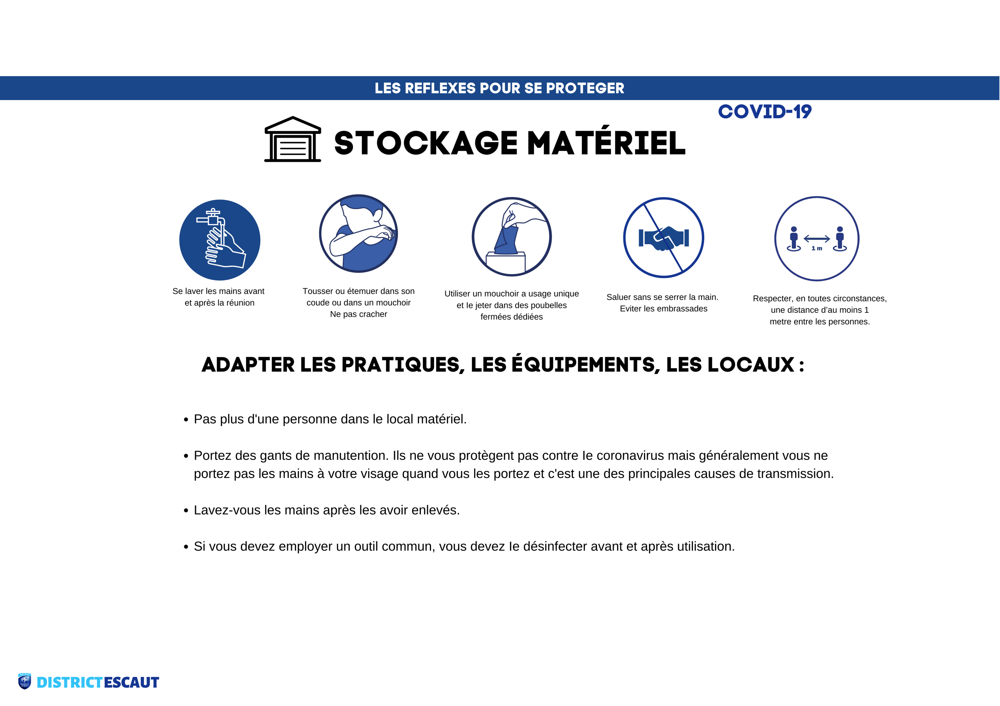 LES REFLEXES POUR SE PROTEGER
COVID-19
STOCKAGE MATÉRIEL
1 m
Se laver les mains avant
et après la réunion
Tousser ou étemuer dans son
coude ou dans un mouchoir
Ne pas cracher
Utiliser un mouchoir a usage unique
et Ie jeter dans des poubelles
fermées dédiées
Saluer sans se serrer la main.
Eviter les embrassades
Respecter, en toutes circonstances,
une distance d’au moins 1
metre entre les personnes.
ADAPTER LES PRATIQUES, LES ÉQUIPEMENTS, LES LOCAUX :
• Pas plus d'une personne dans le local matériel.
• Portez des gants de manutention. Ils ne vous protègent pas contre Ie coronavirus mais généralement vous ne
portez pas les mains à votre visage quand vous les portez et c'est une des principales causes de transmission.
• Lavez-vous les mains après les avoir enlevés.
• Si vous devez employer un outil commun, vous devez Ie désinfecter avant et après utilisation.
DISTRICT
ESCAUT
DISTRICTESCAUT